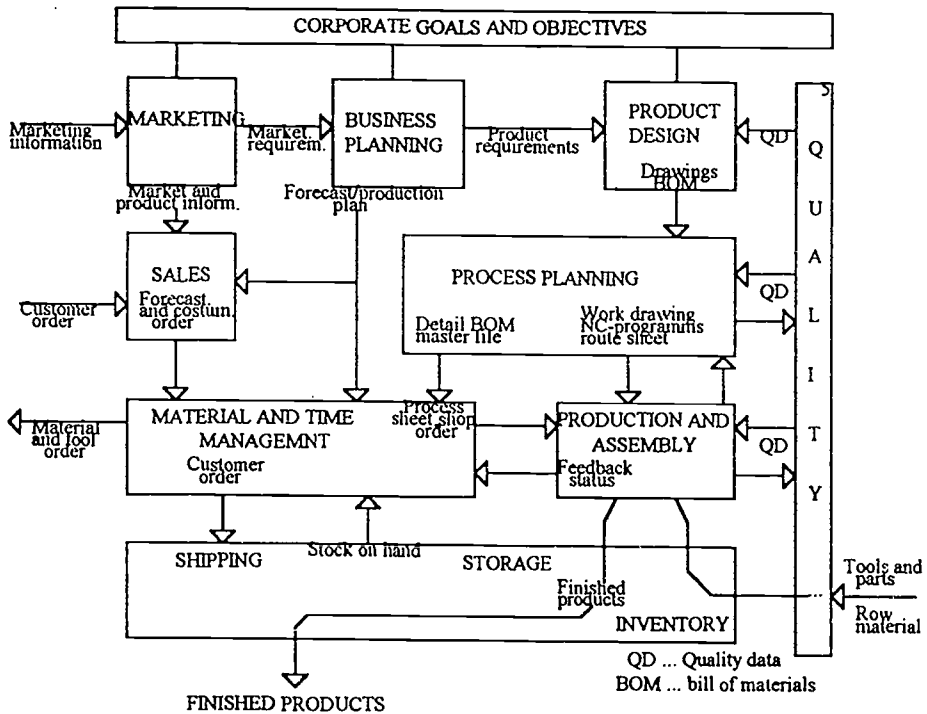 CORPORATE GOALS AND OBJECTIVES
MARKETING
BUSINESS
PLANNING
PRODUCT
DESIGN
Marketing
information
Market.
requirem.
Product
requirements
QD
Drawings
BOM
Market and
product inform.
Forecast/production
plan
SALES
Forecast.
and costum.
order
Customer
order
PROCESS PLANNING
QD
Detail BOM
master file
Work drawing
NC-programms
route sheet
MATERIAL AND TIME
MANAGEMNT
Process
sheet shop
order
PRODUCTION AND
ASSEMBLY
QD
Material
and tool
order
Customer
order
Feedback
status
QUALITY
SHIPPING
Stock on hand
STORAGE
Finished
products
INVENTORY
Tools and
parts
Row
material
QD ... Quality data
BOM ... bill of materials
FINISHED PRODUCTS